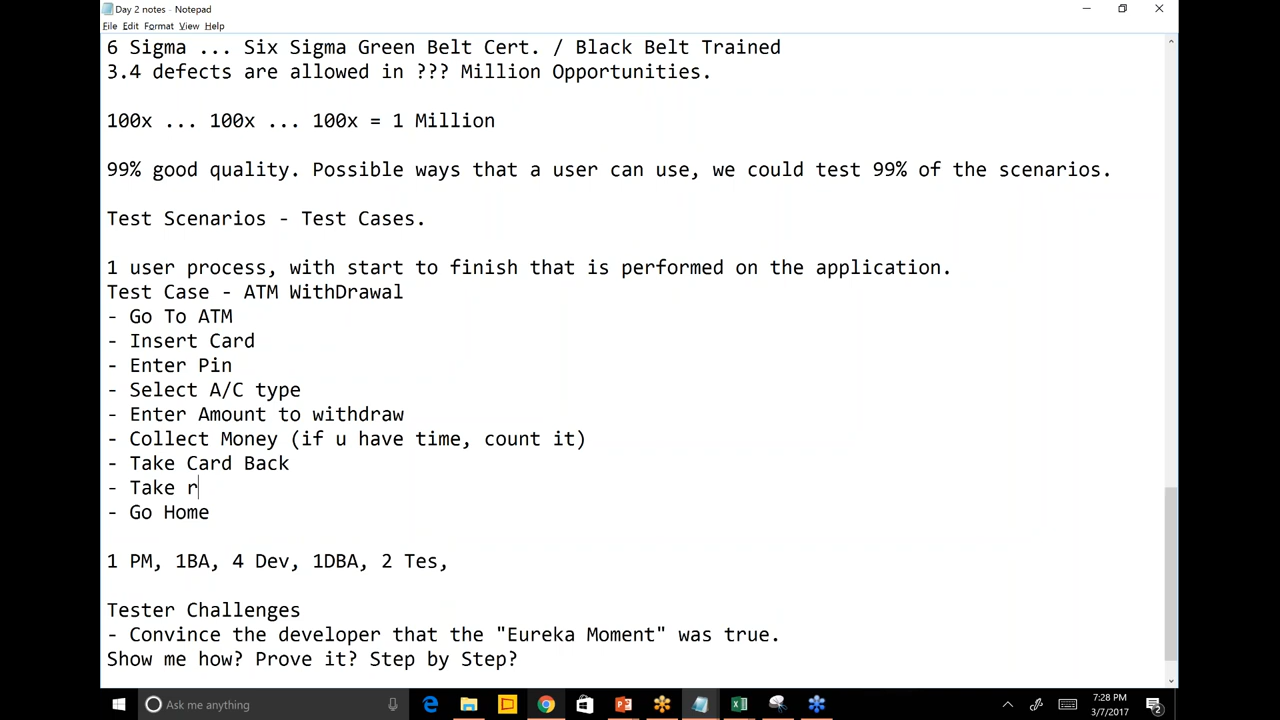 Day 2 notes - Notepad
File Edit Format View Help
6 Sigma ... Six Sigma Green Belt Cert. / Black Belt Trained
3.4 defects are allowed in ??? Million Opportunities.
100x ... 100x ... 100x = 1 Million
99% good quality. Possible ways that a user can use, we could test 99% of the scenarios.
Test Scenarios - Test Cases.
1 user process, with start to finish that is performed on the application.
Test Case - ATM WithDrawal
- Go To ATM
- Insert Card
- Enter Pin
- Select A/C type
- Enter Amount to withdraw
- Collect Money (if u have time, count it)
- Take Card Back
- Take r
- Go Home
1 PM, 1BA, 4 Dev, 1DBA, 2 Tes,
Tester Challenges
- Convince the developer that the "Eureka Moment" was true.
Show me how? Prove it? Step by Step?
Ask me anything
7:28 PM
3/7/2017
2